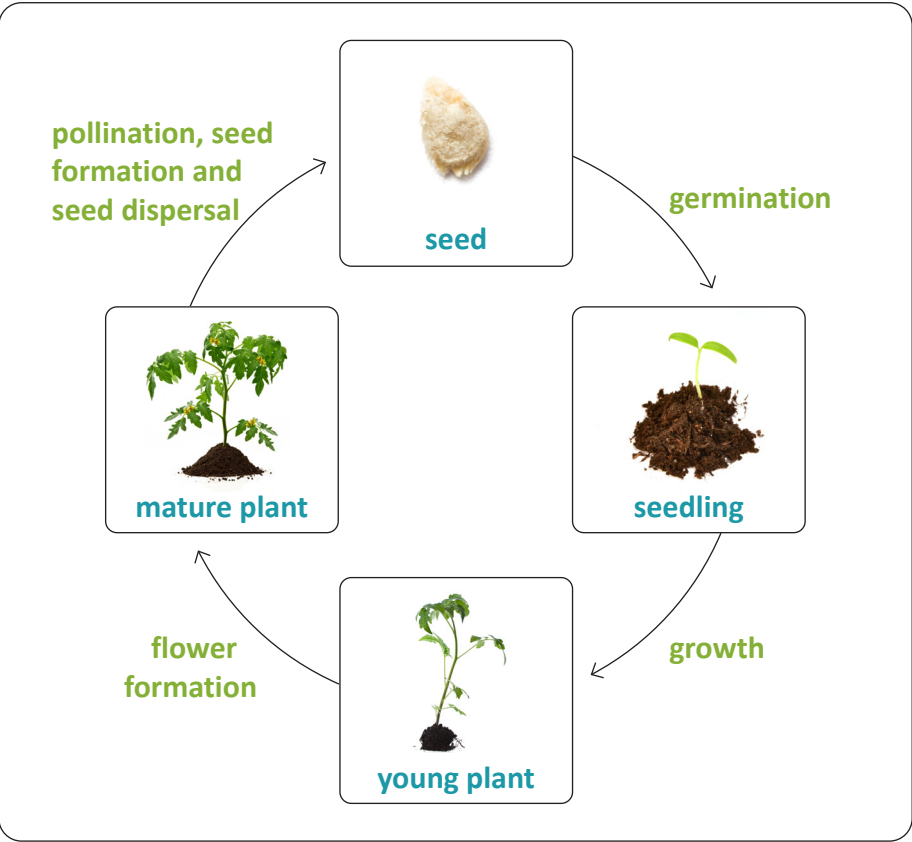 pollination, seed
formation and
seed dispersal
seed
germination
mature plant
seedling
flower
formation
growth
young plant